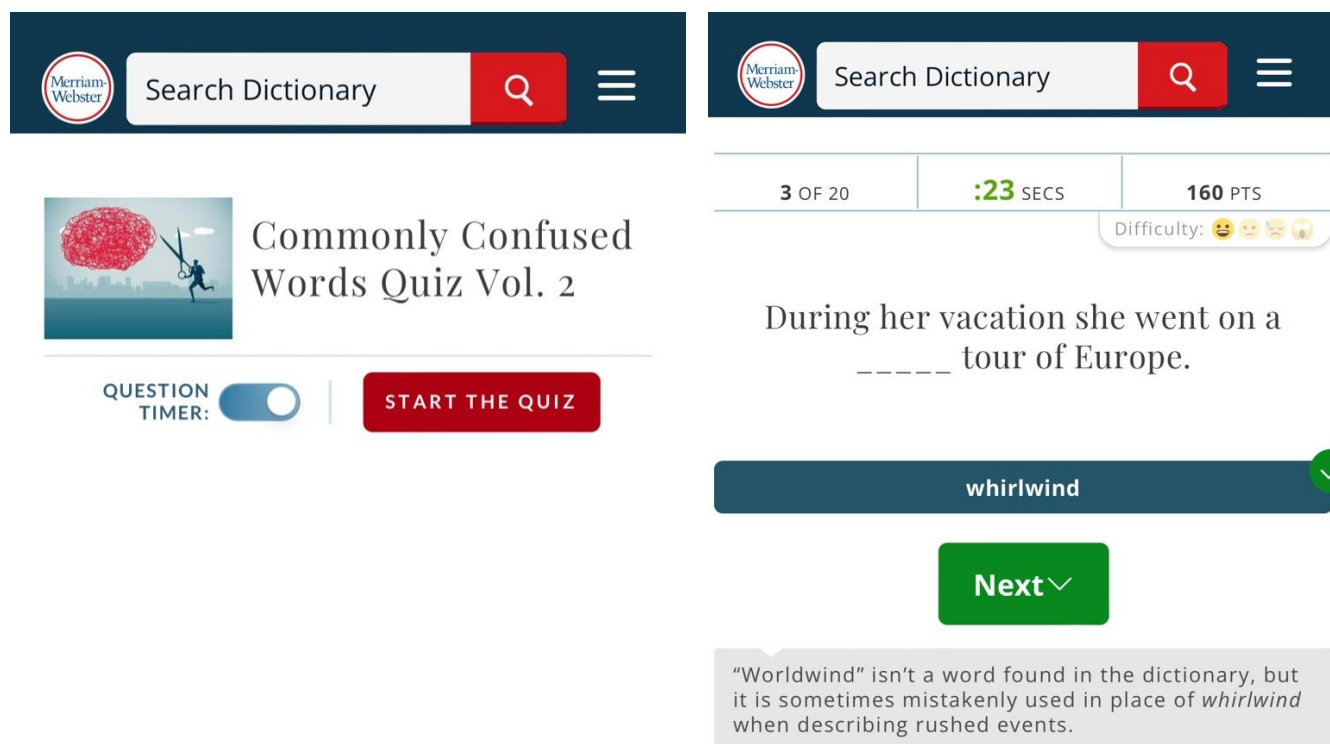 Merriam-
Webster
Search Dictionary
Commonly Confused
Words Quiz Vol. 2
QUESTION
TIMER:
START THE QUIZ
Merriam-
Webster
Search Dictionary
3 OF 20
:23 SECS
160 PTS
Difficulty:
During her vacation she went on a
_____ tour of Europe.
whirlwind
Next
“Worldwind” isn’t a word found in the dictionary, but
it is sometimes mistakenly used in place of whirlwind
when describing rushed events.